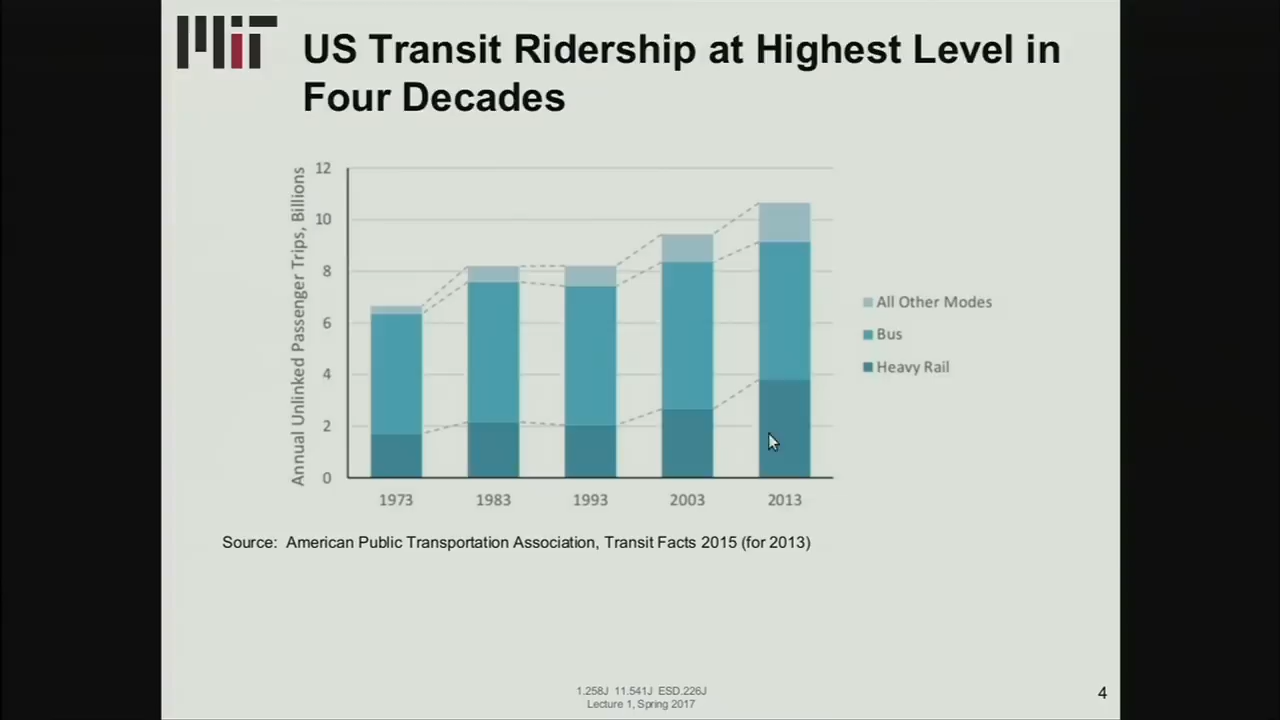 MIT
US Transit Ridership at Highest Level in
Four Decades
Annual Unlinked Passenger Trips, Billions
12
10
8
6
4
2
0
1973 1983 1993 2003 2013
All Other Modes
Bus
Heavy Rail
Source: American Public Transportation Association, Transit Facts 2015 (for 2013)
1.258J 11.541J ESD.226J
Lecture 1, Spring 2017
4